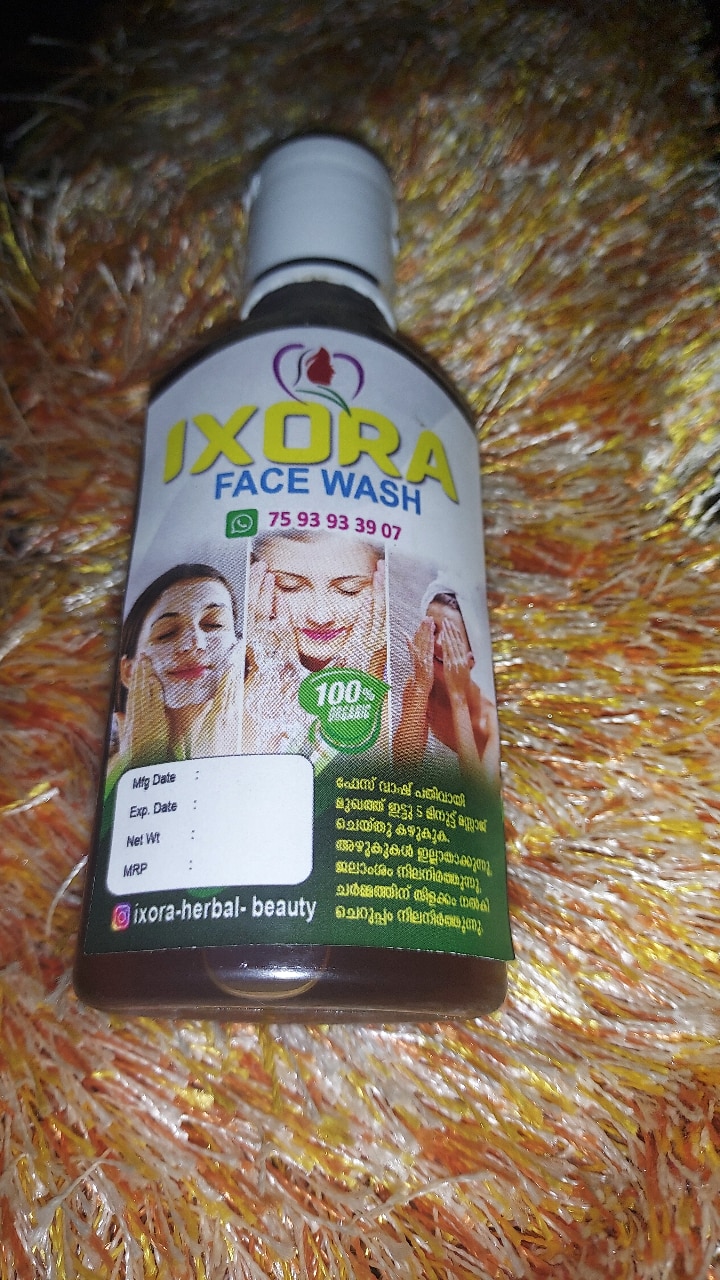 IXORA
FACE WASH
75 93 93 39 07
100%
ORGANIC
Mfg Date :
Exp. Date :
Net Wt :
MRP :
ixora-herbal- beauty
ഫേസ് വാഷ് പതിവായി
മുഖത്ത് ഇട്ടു 5 മിനുട്ട് മസ്സാജ്
ചെയ്തു കഴുകുക.
അഴുകുകൾ ഇല്ലായാക്കുന്നു,
ജലാംശം നിലനിർത്തുന്നു,
ചർമ്മത്തിന് തിളക്കം നൽകി
ചെറുപ്പം നിലനിർത്തുന്നു.